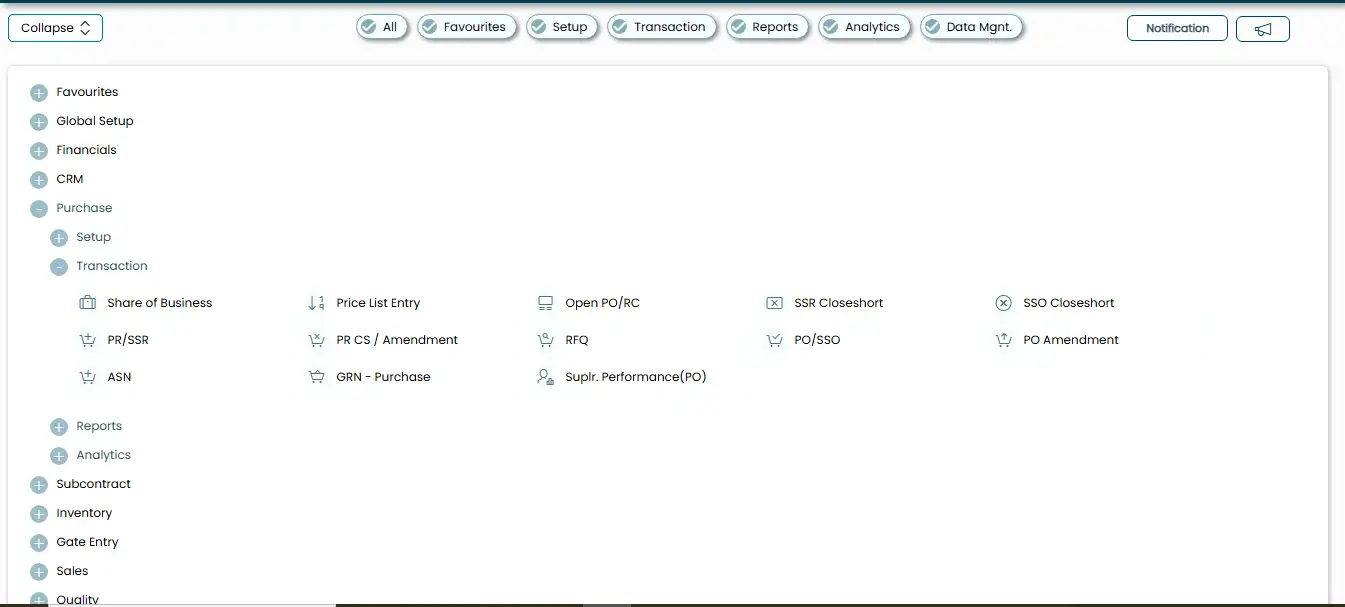 Collapse
All Favourites Setup Transaction Reports Analytics Data Mgnt. Notification
Favourites
Global Setup
Financials
CRM
Purchase
Setup
Transaction
Share of Business Price List Entry Open PO/RC SSR Closeshort SSO Closeshort
PR/SSR PR CS / Amendment RFQ PO/SSO PO Amendment
ASN GRN - Purchase Suplr. Performance(PO)
Reports
Analytics
Subcontract
Inventory
Gate Entry
Sales
Quality